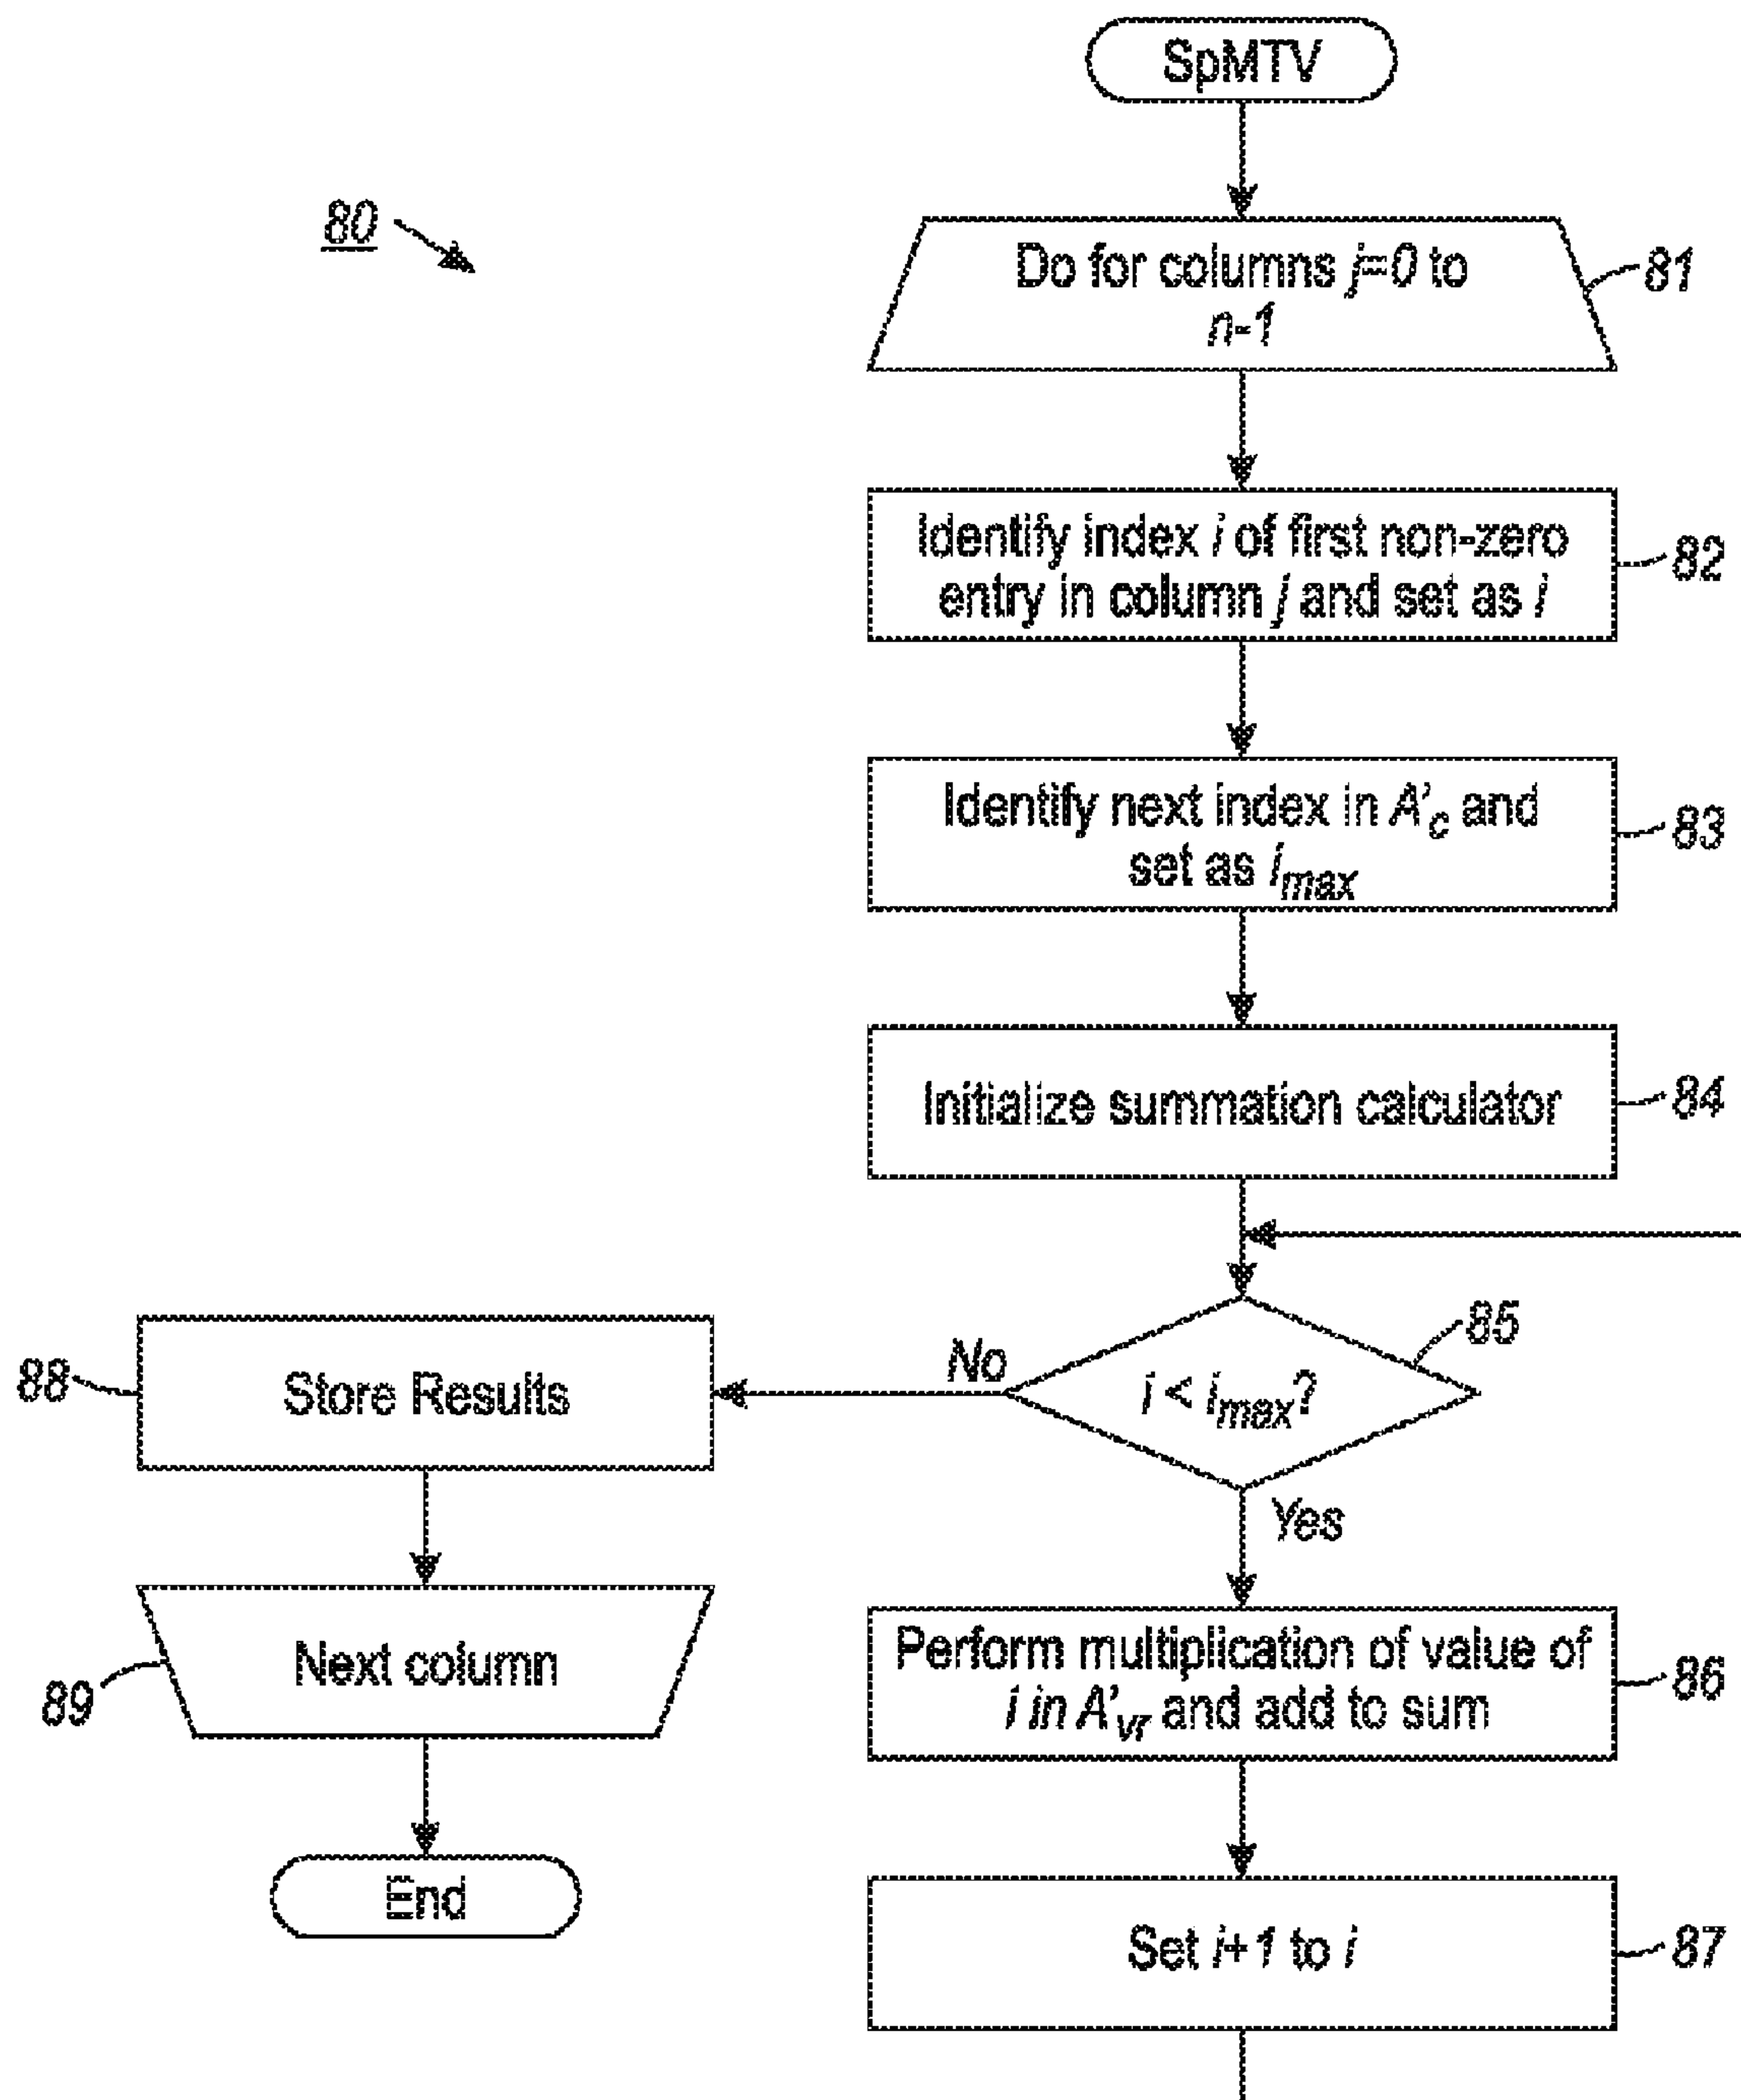 SpMTV
80
Do for columns j=0 to
n-1
81
Identify index i of first non-zero
entry in column j and set as i
82
Identify next index in A'c and
set as imax
83
Initialize summation calculator
84
85
i < imax?
No
Yes
88
Store Results
Perform multiplication of value of
i in A'vr and add to sum
86
Next column
89
End
Set i+1 to i
87